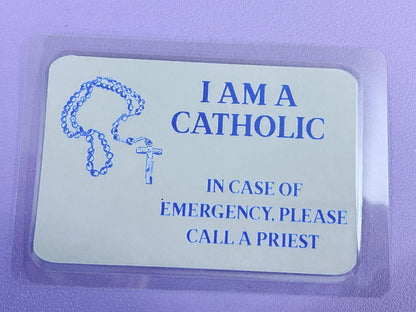 I AM A
CATHOLIC
IN CASE OF
EMERGENCY, PLEASE
CALL A PRIEST